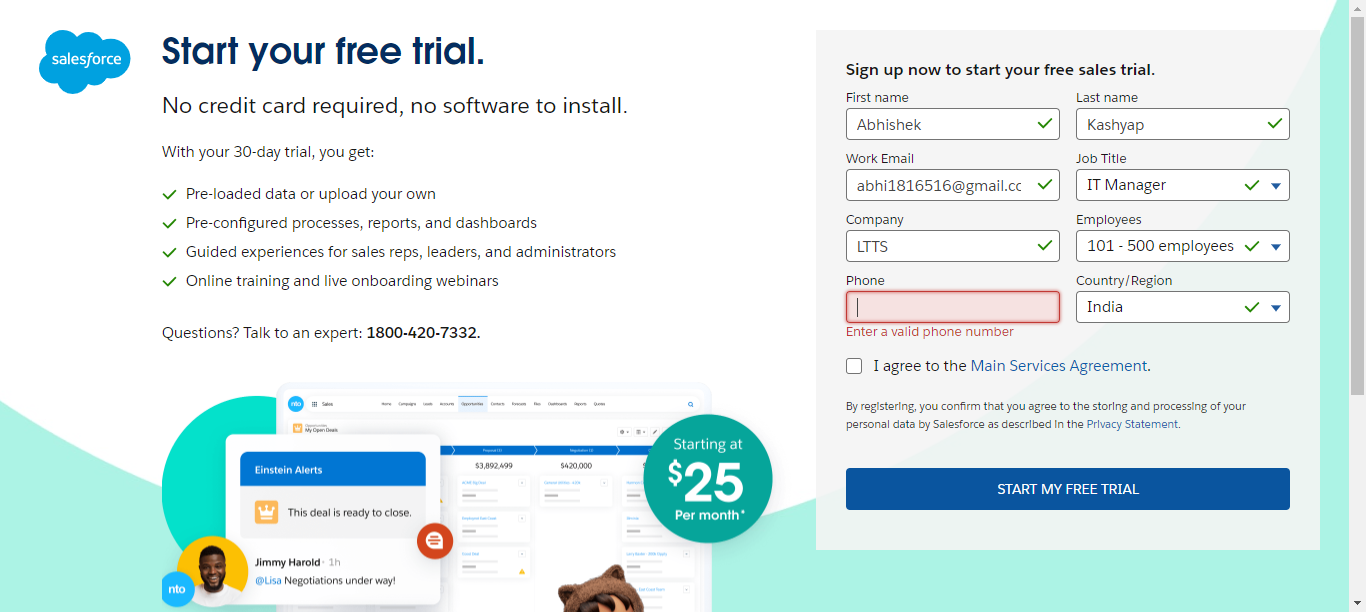 salesforce
Start your free trial.
No credit card required, no software to install.
With your 30-day trial, you get:
Pre-loaded data or upload your own
Pre-configured processes, reports, and dashboards
Guided experiences for sales reps, leaders, and administrators
Online training and live onboarding webinars
Questions? Talk to an expert: 1800-420-7332.
Sign up now to start your free sales trial.
First name
Last name
Abhishek
Kashyap
Work Email
Job Title
abhi1816516@gmail.cc
IT Manager
Company
Employees
LTTS
101 - 500 employees
Phone
Country/Region
India
Enter a valid phone number
I agree to the Main Services Agreement.
By registering, you confirm that you agree to the storing and processing of your
personal data by Salesforce as described in the Privacy Statement.
START MY FREE TRIAL
nto
Sales
Home Campaigns Leads Accounts Opportunities Contacts Forecasts Files Dashboards Reports Quotes
Opportunities
My Open Deals
$3,892,499
$420,000
Einstein Alerts
This deal is ready to close.
Jimmy Harold · 1h
@Lisa Negotiations under way!
nto
Starting at
$25
Per month*